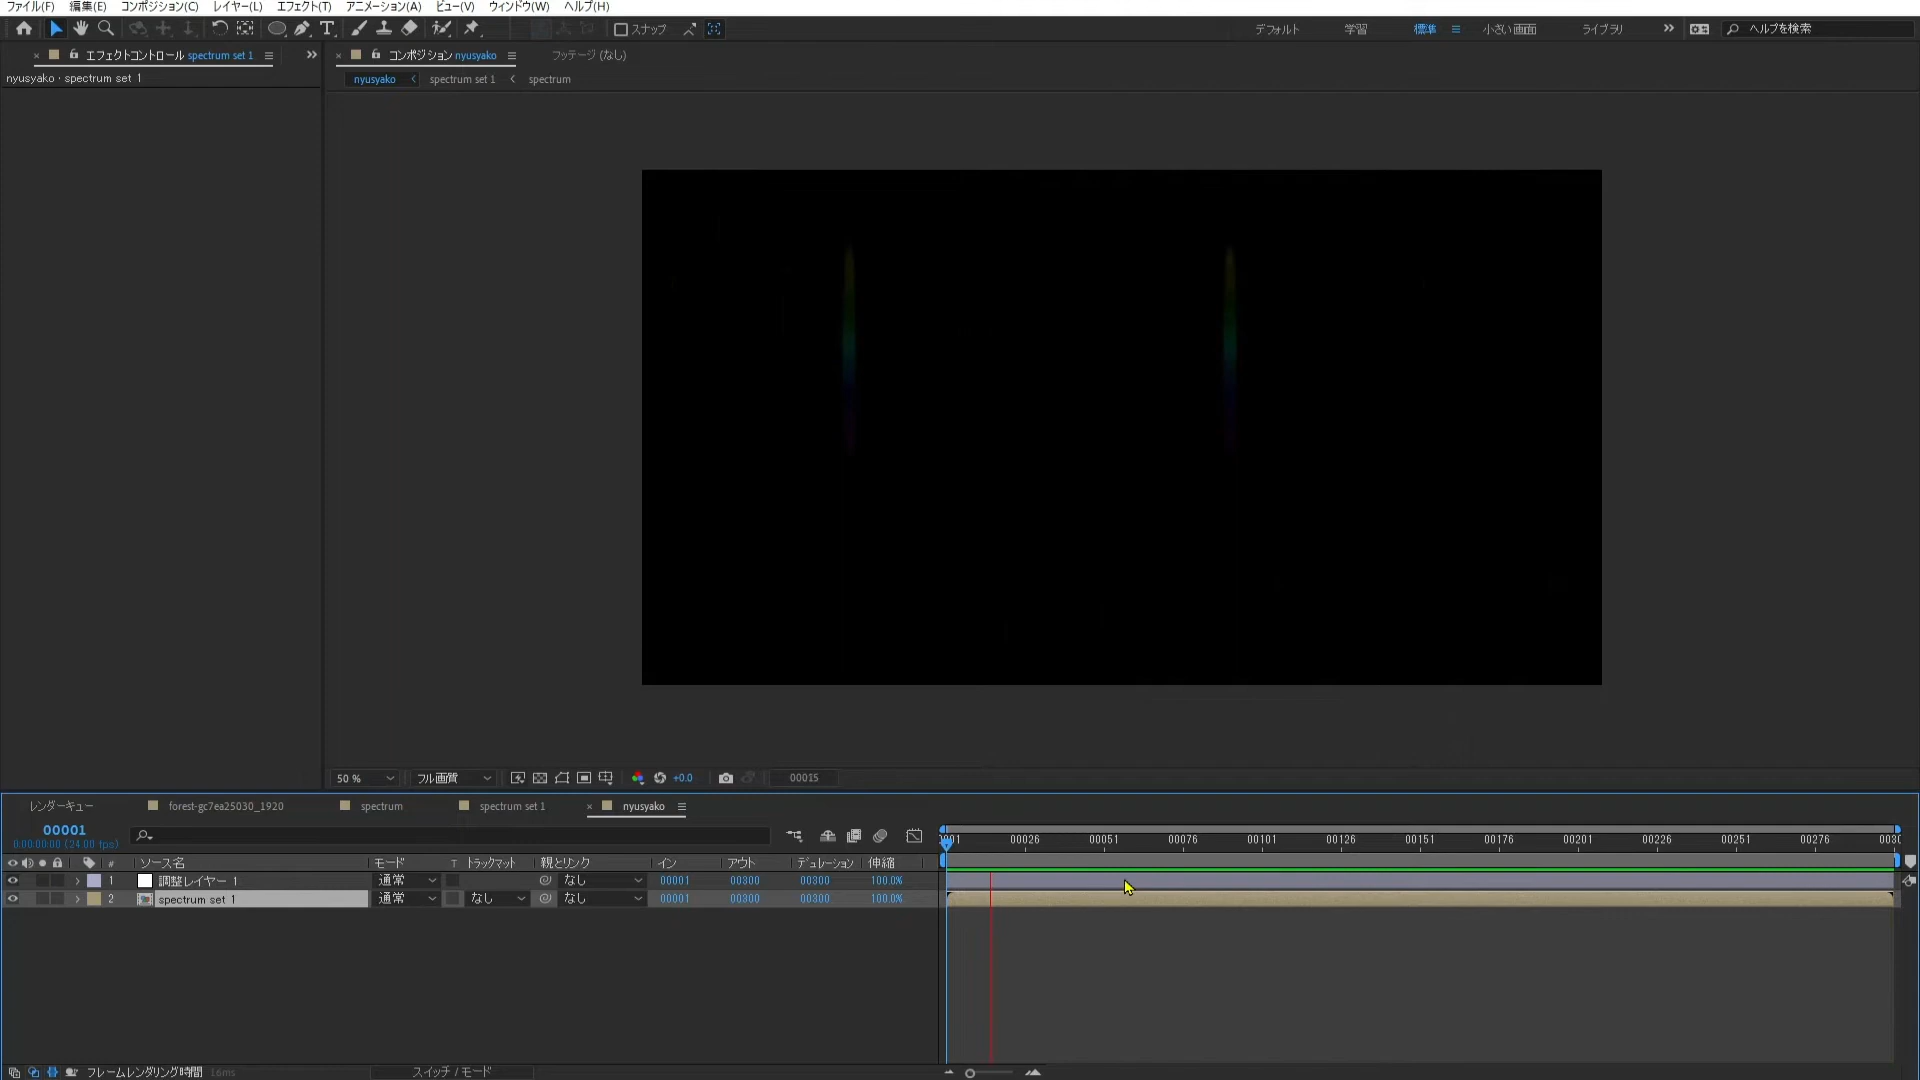 ファイル(F) 編集(E) コンポジション(C) レイヤー(L) エフェクト(T) アニメーション(A) ビュー(V) ウィンドウ(W) ヘルプ(H)
スナップ デフォルト 学習 標準 小さい画面 ライブラリ ヘルプを検索
エフェクトコントロール spectrum set 1
コンポジション nyusyako
フッテージ (なし)
nyusyako・spectrum set 1
nyusyako spectrum set 1 spectrum
50 % フル画質 +0.0 00015
レンダーキュー forest-gc7ea25030_1920 spectrum spectrum set 1 nyusyako
00001
0:00:00:00 (24.00 fps)
00026 00051 00076 00101 00126 00151 00176 00201 00226 00251 00276
# ソース名 モード T トラックマット 親とリンク イン アウト デュレーション 伸縮
1 調整レイヤー 1 通常 なし 00001 00300 00300 100.0%
2 spectrum set 1 通常 なし なし 00001 00300 00300 100.0%
フレームレンダリング時間 16ms スイッチ / モード